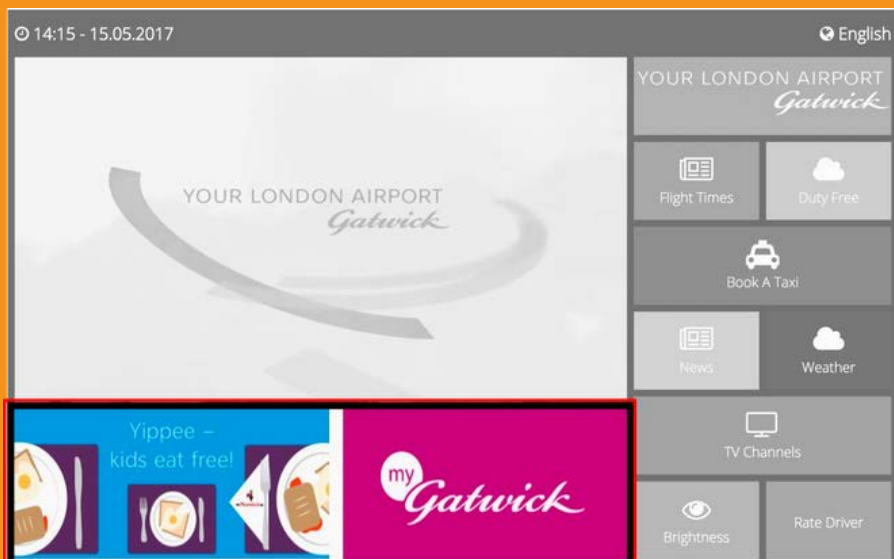 14:15 - 15.05.2017
English
YOUR LONDON AIRPORT
Gatwick
YOUR LONDON AIRPORT
Gatwick
Flight Times
Duty Free
Book A Taxi
News
Weather
TV Channels
Brightness
Rate Driver
Yippee –
kids eat free!
my
Gatwick